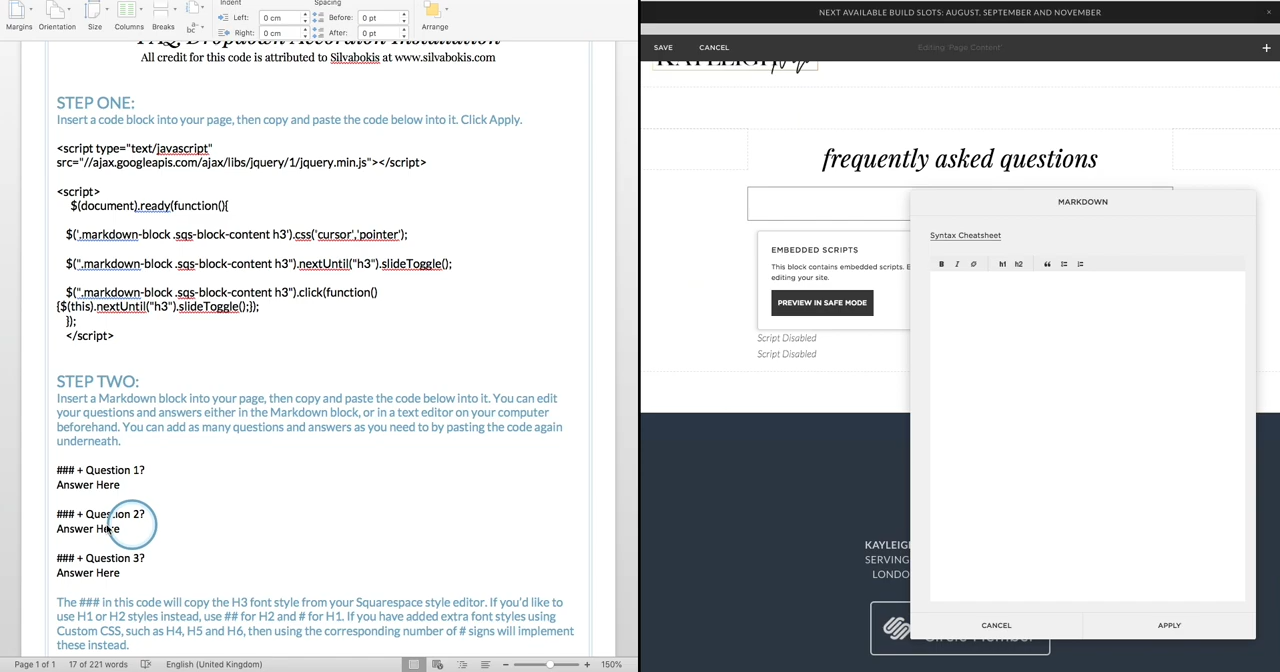 Margins
Orientation
Size
Columns
Breaks
Indent
Left: 0 cm
Right: 0 cm
Spacing
Before: 0 pt
After: 0 pt
Arrange
FAQ Dropdown Accordion Installation
All credit for this code is attributed to Silvabokis at www.silvabokis.com
STEP ONE:
Insert a code block into your page, then copy and paste the code below into it. Click Apply.
<script type="text/javascript"
src="//ajax.googleapis.com/ajax/libs/jquery/1/jquery.min.js"></script>
<script>
$(document).ready(function(){
$('.markdown-block .sqs-block-content h3').css('cursor','pointer');
$(".markdown-block .sqs-block-content h3").nextUntil("h3").slideToggle();
$(".markdown-block .sqs-block-content h3").click(function()
{$(this).nextUntil("h3").slideToggle();});
});
</script>
STEP TWO:
Insert a Markdown block into your page, then copy and paste the code below into it. You can edit
your questions and answers either in the Markdown block, or in a text editor on your computer
beforehand. You can add as many questions and answers as you need to by pasting the code again
underneath.
### + Question 1?
Answer Here
### + Question 2?
Answer Here
### + Question 3?
Answer Here
The ### in this code will copy the H3 font style from your Squarespace style editor. If you'd like to
use H1 or H2 styles instead, use ## for H2 and # for H1. If you have added extra font styles using
Custom CSS, such as H4, H5 and H6, then using the corresponding number of # signs will implement
these instead.
Page 1 of 1
17 of 221 words
English (United Kingdom)
150%
NEXT AVAILABLE BUILD SLOTS: AUGUST, SEPTEMBER AND NOVEMBER
SAVE
CANCEL
Editing 'Page Content'
KAYLEIGH
frequently asked questions
EMBEDDED SCRIPTS
This block contains embedded scripts.
editing your site.
PREVIEW IN SAFE MODE
Script Disabled
Script Disabled
MARKDOWN
Syntax Cheatsheet
B I h1 h2
CANCEL
APPLY
SERVING
LONDO
Circle Member